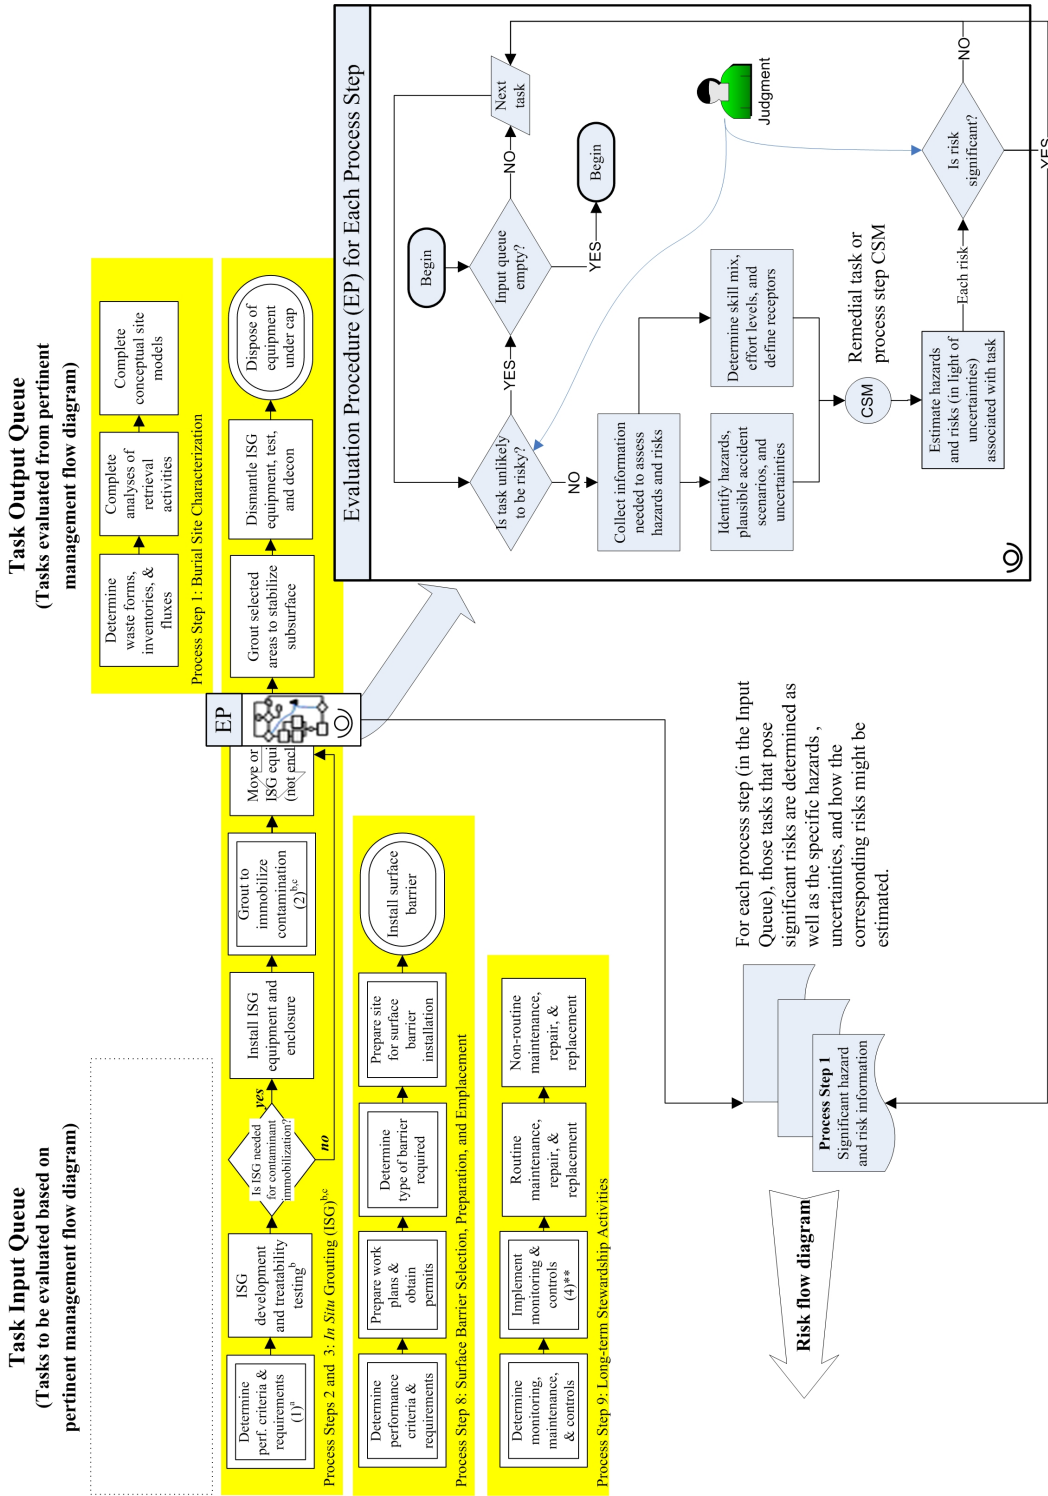 Task Input Queue
(Tasks to be evaluated based on
pertinent management flow diagram)
Task Output Queue
(Tasks evaluated from pertinent
management flow diagram)
Determine
waste forms,
inventories, &
fluxes
Complete
analyses of
retrieval
activities
Complete
conceptual site
models
Process Step 1: Burial Site Characterization
Determine
perf. criteria &
requirements
(1)ᵃ
ISG
development
and treatability
testingᵇ
Is ISG needed
for contaminant
immobilization?
yes
no
Install ISG
equipment and
enclosure
Grout to
immobilize
contamination
(2)ᵇ,ᶜ
Move or
ISG equi
(not encl
EP
Grout selected
areas to stabilize
subsurface
Dismantle ISG
equipment, test,
and decon
Dispose of
equipment
under cap
Process Steps 2 and 3: In Situ Grouting (ISG)ᵇ,ᶜ
Determine
performance
criteria &
requirements
Prepare work
plans &
obtain
permits
Determine
type of barrier
required
Prepare site
for surface
barrier
installation
Install surface
barrier
Process Step 8: Surface Barrier Selection, Preparation, and Emplacement
Determine
monitoring,
maintenance,
& controls
Implement
monitoring &
controls
(4)**
Routine
maintenance,
repair, &
replacement
Non-routine
maintenance,
repair, &
replacement
Process Step 9: Long-term Stewardship Activities
Evaluation Procedure (EP) for Each Process Step
Begin
Next
task
Is task unlikely
to be risky?
YES
Input queue
empty?
NO
YES
Begin
NO
Collect information
needed to assess
hazards and risks
Judgment
Identify hazards,
plausible accident
scenarios, and
uncertainties
Determine skill mix,
effort levels, and
define receptors
CSM
Remedial task or
process step CSM
Estimate hazards
and risks (in light of
uncertainties)
associated with task
Each risk
Is risk
significant?
NO
YES
For each process step (in the Input
Queue), those tasks that pose
significant risks are determined as
well as the specific hazards ,
uncertainties, and how the
corresponding risks might be
estimated.
Process Step 1
Significant hazard
and risk information
Risk flow diagram